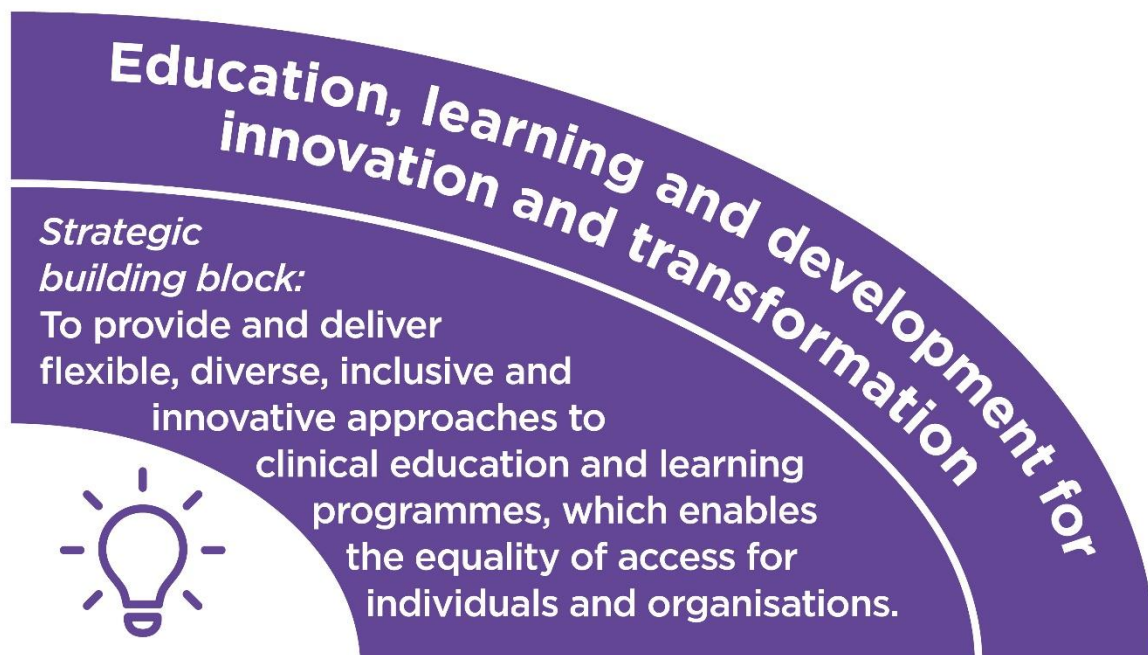 Education, learning and development for
innovation and transformation
Strategic
building block:
To provide and deliver
flexible, diverse, inclusive and
innovative approaches to
clinical education and learning
programmes, which enables
the equality of access for
individuals and organisations.